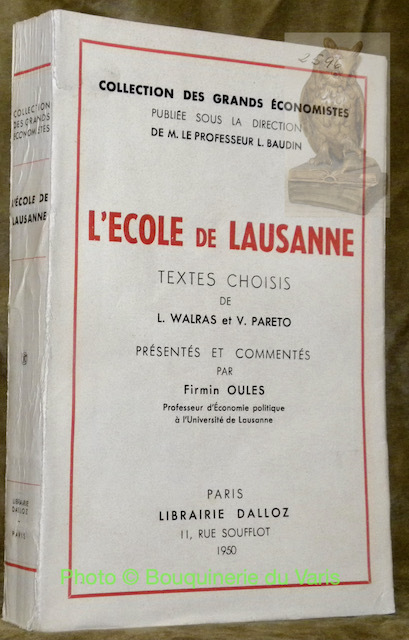 2596
COLLECTION DES GRANDS ÉCONOMISTES
PUBLIÉE SOUS LA DIRECTION
DE M. LE PROFESSEUR L. BAUDIN
L'ECOLE DE LAUSANNE
TEXTES CHOISIS
DE
L. WALRAS et V. PARETO
PRÉSENTÉS ET COMMENTÉS
PAR
Firmin OULES
Professeur d'Économie politique
à l'Université de Lausanne
PARIS
LIBRAIRIE DALLOZ
11, RUE SOUFFLOT
1950
COLLECTION
DES GRANDS
ÉCONOMISTES
L'ÉCOLE DE
LAUSANNE
LIBRAIRIE
DALLOZ
PARIS
Photo © Bouquinerie du Varis